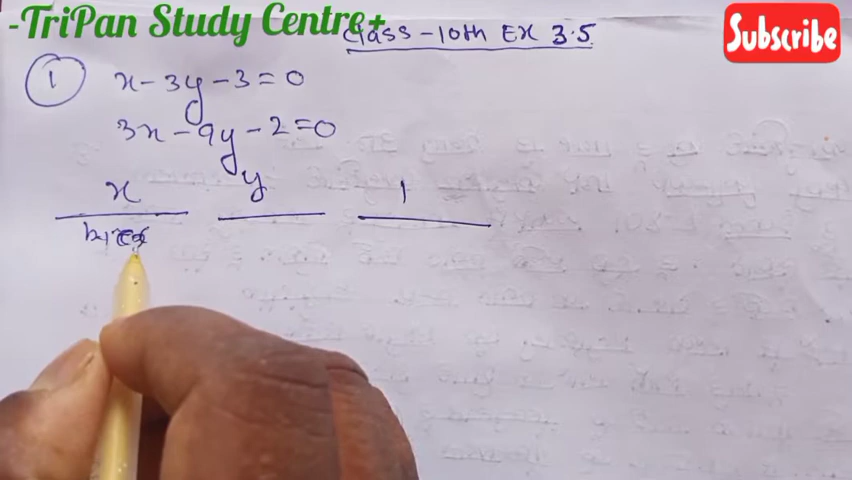 -TriPan Study Centre+
Class-10th Ex 3.5
Subscribe
1 x-3y-3=0
3x-9y-2=0
x y 1